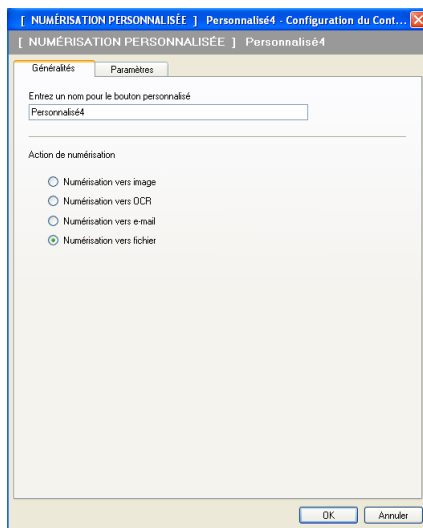 [ NUMÉRISATION PERSONNALISÉE ] Personnalisé4 - Configuration du Cont...
[ NUMÉRISATION PERSONNALISÉE ] Personnalisé4
Généralités Paramètres
Entrez un nom pour le bouton personnalisé
Personnalisé4
Action de numérisation
Numérisation vers image
Numérisation vers OCR
Numérisation vers e-mail
Numérisation vers fichier
OK Annuler